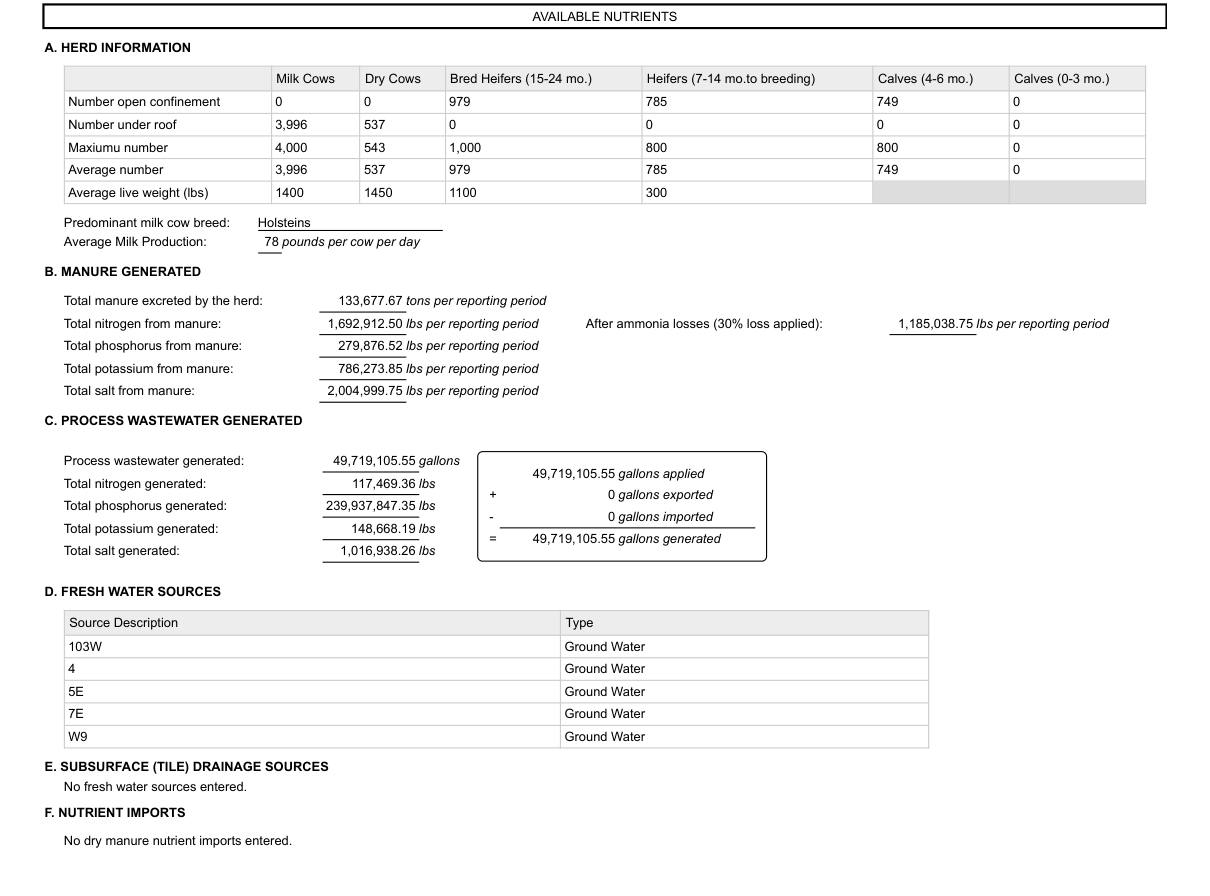 AVAILABLE NUTRIENTS
A. HERD INFORMATION
Milk Cows Dry Cows Bred Heifers (15-24 mo.) Heifers (7-14 mo.to breeding) Calves (4-6 mo.) Calves (0-3 mo.)
Number open confinement 0 0 979 785 749 0
Number under roof 3,996 537 0 0 0 0
Maxiumu number 4,000 543 1,000 800 800 0
Average number 3,996 537 979 785 749 0
Average live weight (lbs) 1400 1450 1100 300
Predominant milk cow breed: Holsteins
Average Milk Production: 78 pounds per cow per day
B. MANURE GENERATED
Total manure excreted by the herd: 133,677.67 tons per reporting period
Total nitrogen from manure: 1,692,912.50 lbs per reporting period After ammonia losses (30% loss applied): 1,185,038.75 lbs per reporting period
Total phosphorus from manure: 279,876.52 lbs per reporting period
Total potassium from manure: 786,273.85 lbs per reporting period
Total salt from manure: 2,004,999.75 lbs per reporting period
C. PROCESS WASTEWATER GENERATED
Process wastewater generated: 49,719,105.55 gallons
Total nitrogen generated: 117,469.36 lbs
Total phosphorus generated: 239,937,847.35 lbs
Total potassium generated: 148,668.19 lbs
Total salt generated: 1,016,938.26 lbs
49,719,105.55 gallons applied
+ 0 gallons exported
- 0 gallons imported
= 49,719,105.55 gallons generated
D. FRESH WATER SOURCES
Source Description Type
103W Ground Water
4 Ground Water
5E Ground Water
7E Ground Water
W9 Ground Water
E. SUBSURFACE (TILE) DRAINAGE SOURCES
No fresh water sources entered.
F. NUTRIENT IMPORTS
No dry manure nutrient imports entered.